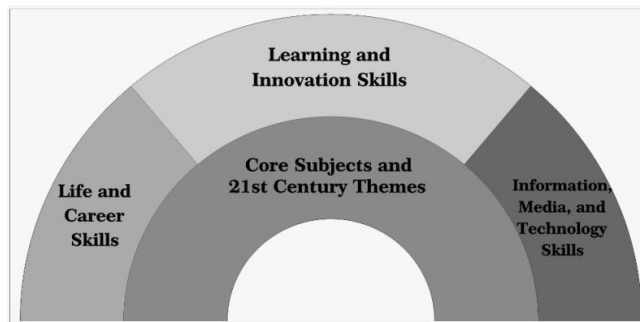 Learning and
Innovation Skills
Core Subjects and
21st Century Themes
Life and
Career
Skills
Information,
Media, and
Technology
Skills